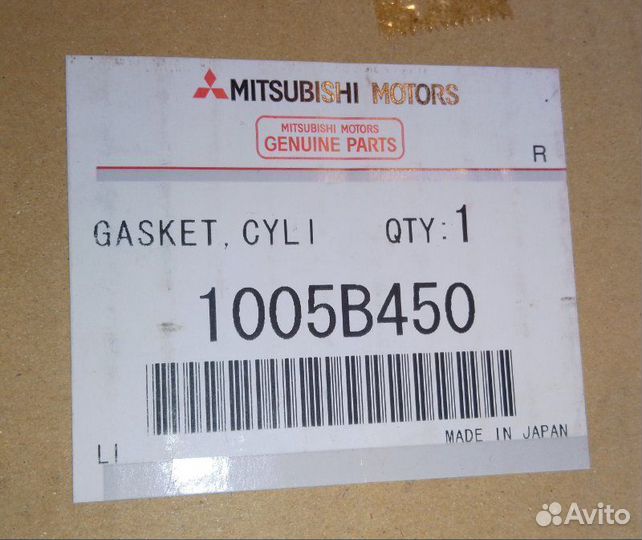 MITSUBISHI MOTORS
MITSUBISHI MOTORS
GENUINE PARTS
R
GASKET, CYLI QTY:1
1005B450
MADE IN JAPAN
LI
Avito